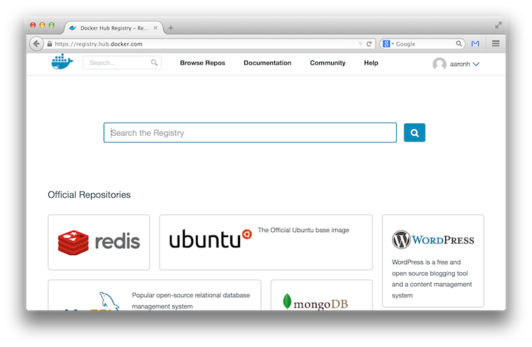 Docker Hub Registry – Re...
https://registry.hub.docker.com
Google
Search...
Browse Repos
Documentation
Community
Help
aaronh
Search the Registry
Official Repositories
redis
ubuntu
The Official Ubuntu base image
WORDPRESS
WordPress is a free and
open source blogging tool
and a content management
system
Popular open-source relational database
management system
mongoDB